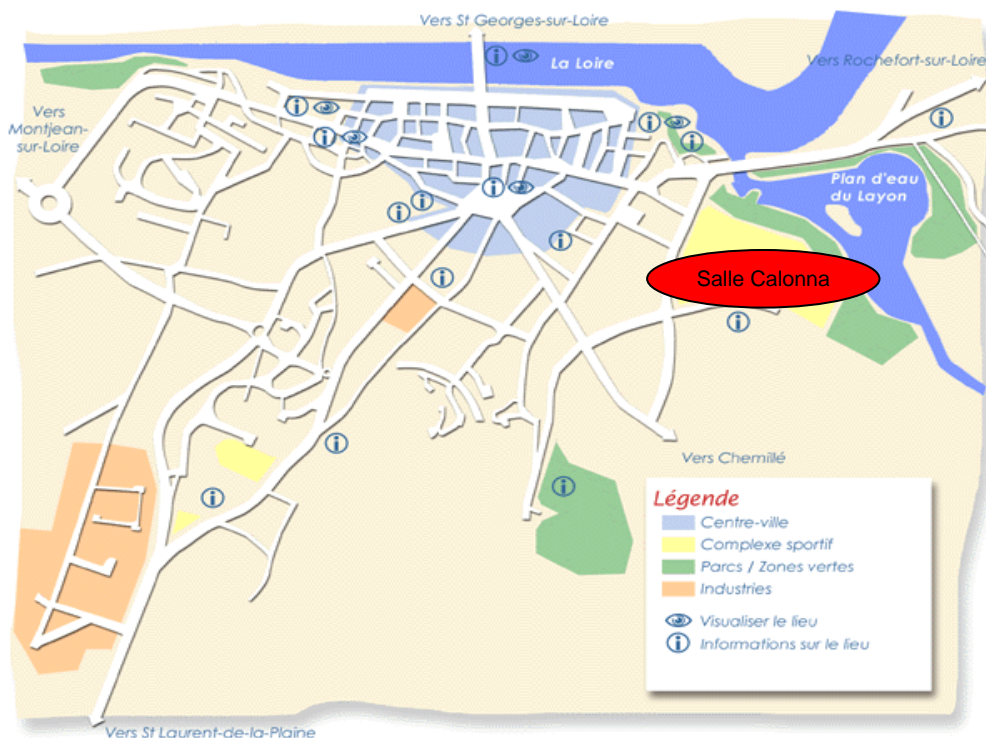 Vers St Georges-sur-Loire
La Loire
Vers Rochefort-sur-Loire
Vers
Montjean-
sur-Loire
Plan d'eau
du Layon
Salle Calonna
Vers Chemillé
Légende
Centre-ville
Complexe sportif
Parcs / Zones vertes
Industries
Visualiser le lieu
Informations sur le lieu
Vers St Laurent-de-la-Plaine